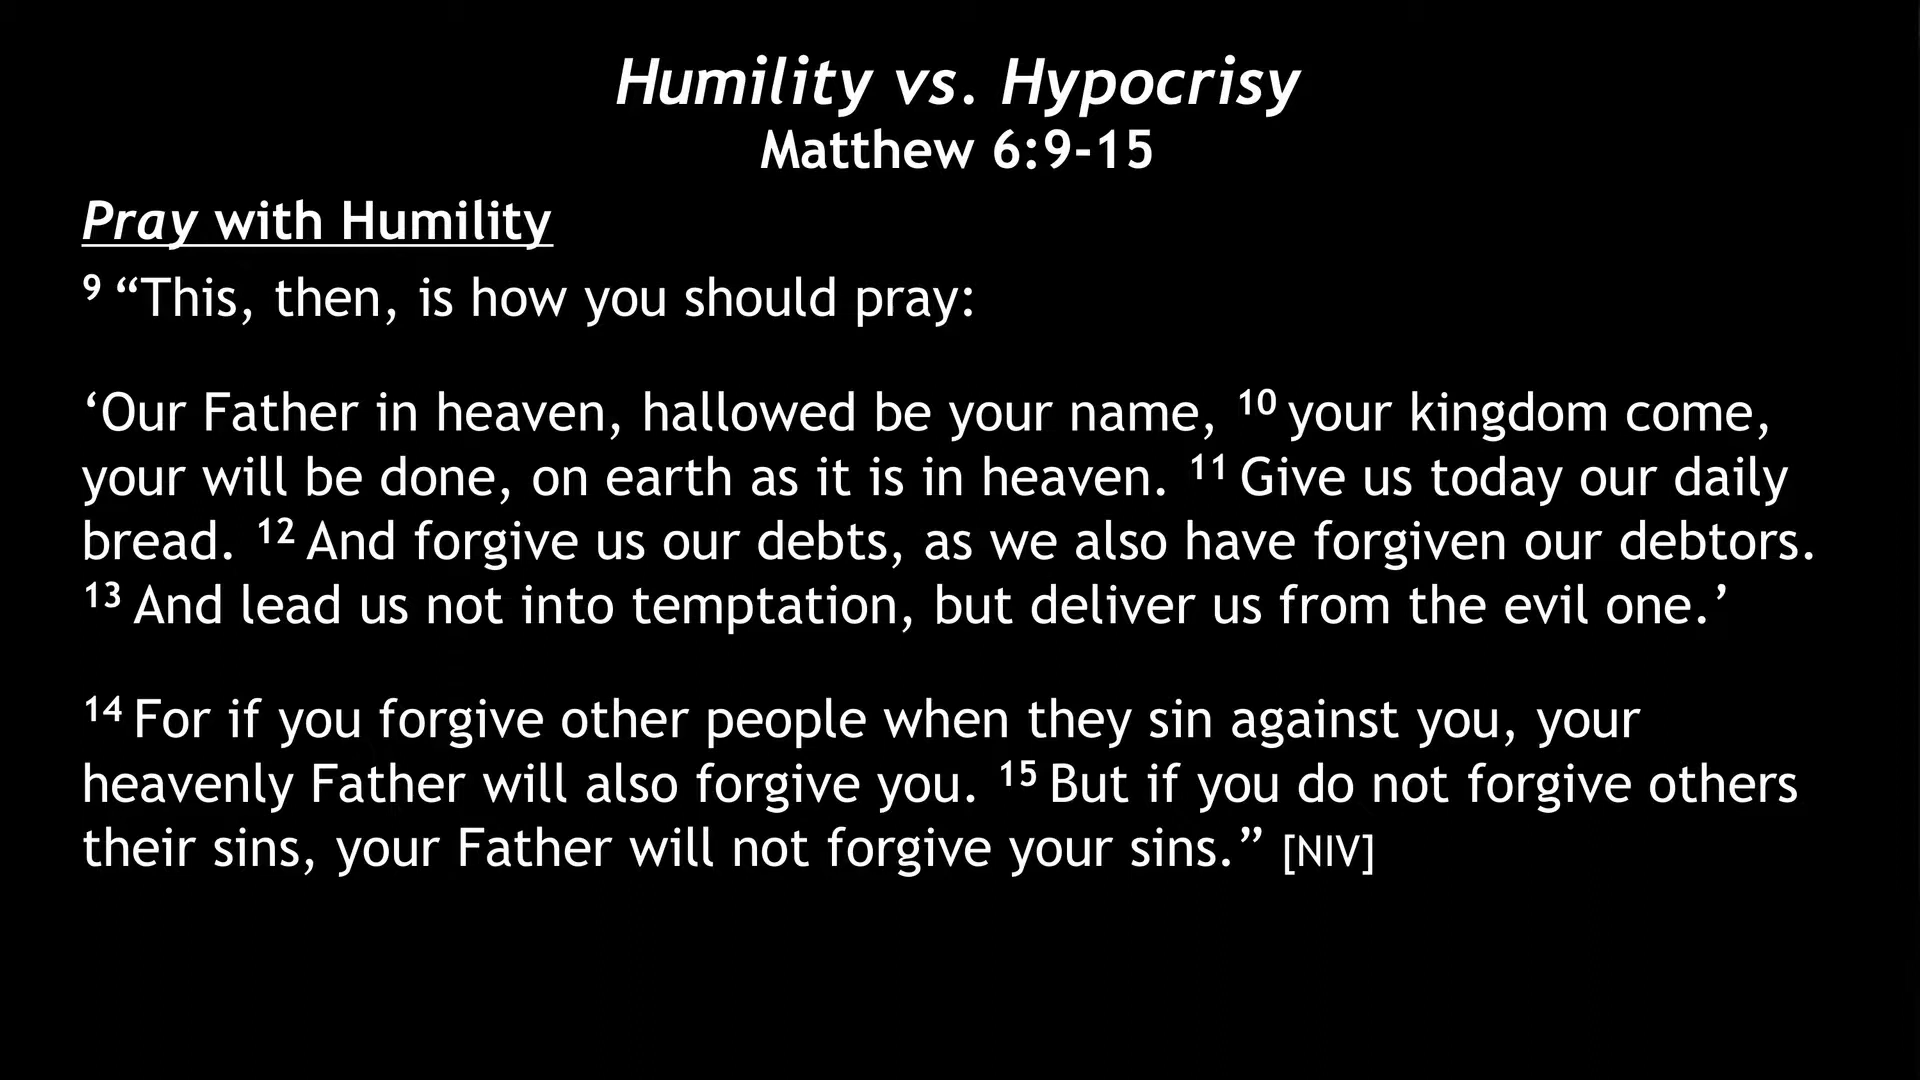 Humility vs. Hypocrisy
Matthew 6:9-15
Pray with Humility
9 “This, then, is how you should pray:
‘Our Father in heaven, hallowed be your name, 10 your kingdom come,
your will be done, on earth as it is in heaven. 11 Give us today our daily
bread. 12 And forgive us our debts, as we also have forgiven our debtors.
13 And lead us not into temptation, but deliver us from the evil one.’
14 For if you forgive other people when they sin against you, your
heavenly Father will also forgive you. 15 But if you do not forgive others
their sins, your Father will not forgive your sins.” [NIV]